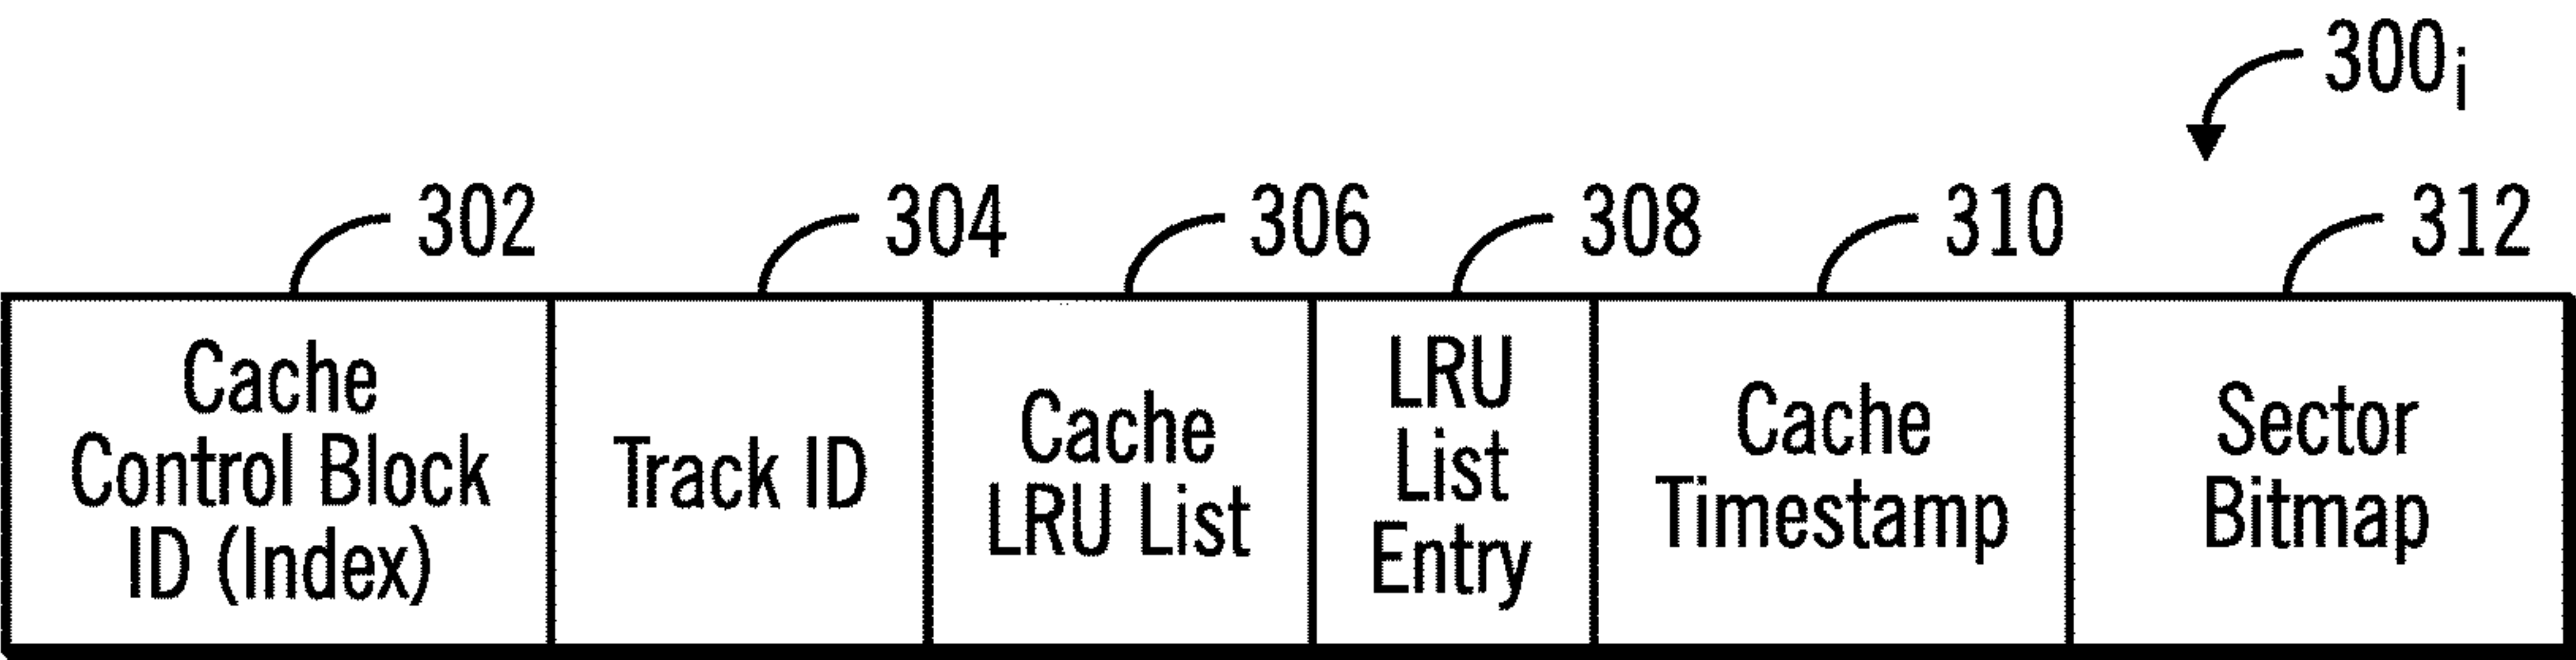 300i
302
304
306
308
310
312
Cache
Control Block
ID (Index)
Track ID
Cache
LRU List
LRU
List
Entry
Cache
Timestamp
Sector
Bitmap